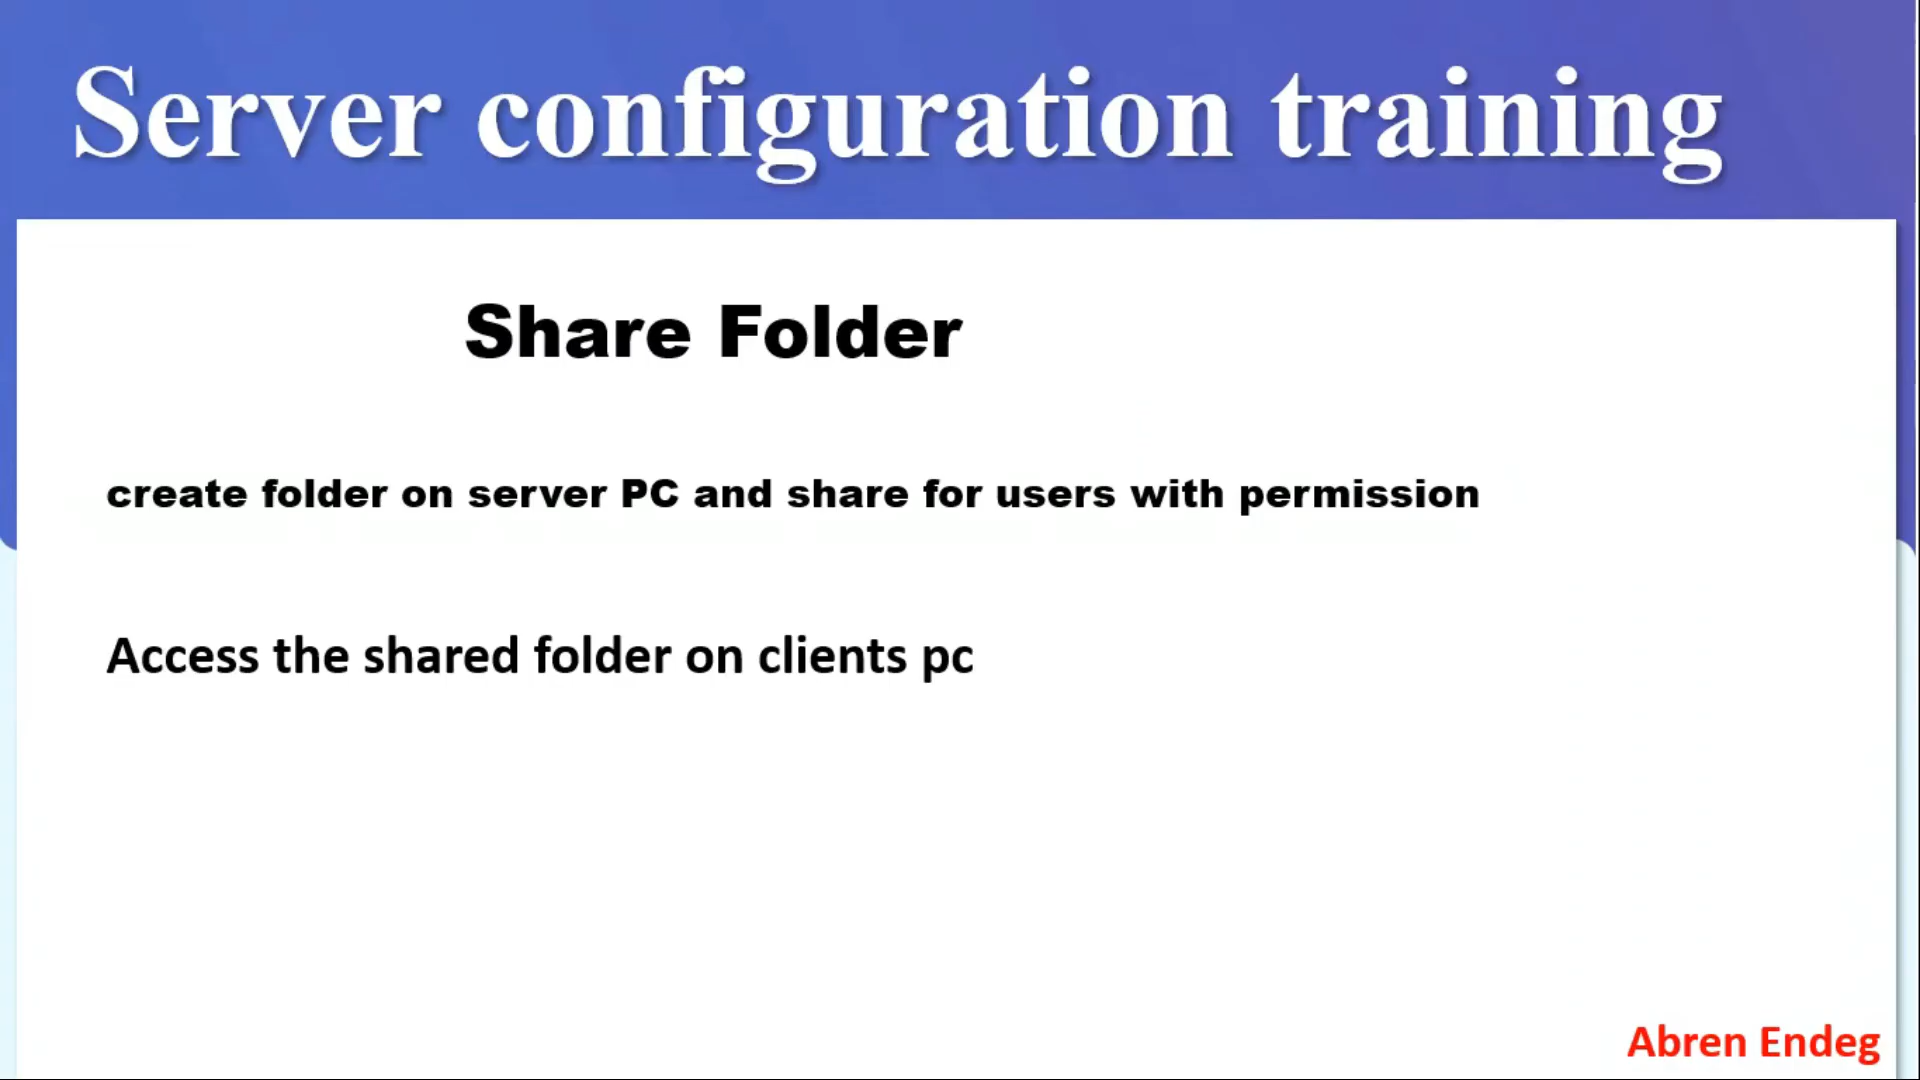 Server configuration training
Share Folder
create folder on server PC and share for users with permission
Access the shared folder on clients pc
Abren Endeg